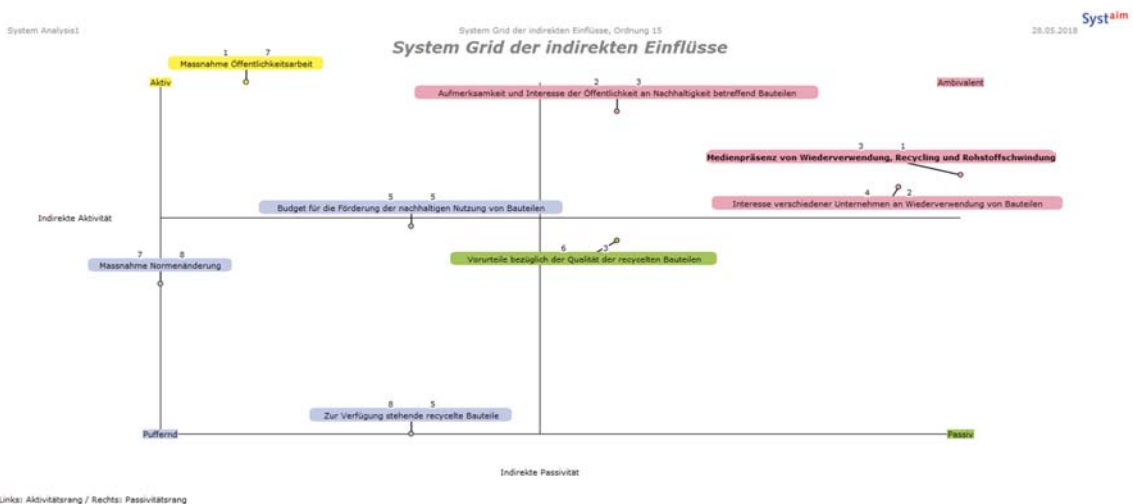 System Analysis1
System Grid der indirekten Einflüsse, Ordnung 15
28.05.2018
Systaim
System Grid der indirekten Einflüsse
1 7
Massnahme Öffentlichkeitsarbeit
Aktiv
2 3
Aufmerksamkeit und Interesse der Öffentlichkeit an Nachhaltigkeit betreffend Bauteilen
Ambivalent
3 1
Medienpräsenz von Wiederverwendung, Recycling und Rohstoffschwindung
4 2
Interesse verschiedener Unternehmen an Wiederverwendung von Bauteilen
5 5
Budget für die Förderung der nachhaltigen Nutzung von Bauteilen
Indirekte Aktivität
6 3
Vorurteile bezüglich der Qualität der recycelten Bauteilen
7 8
Massnahme Normenänderung
8 5
Zur Verfügung stehende recycelte Bauteile
Puffernd
Passiv
Indirekte Passivität
Links: Aktivitätsrang / Rechts: Passivitätsrang